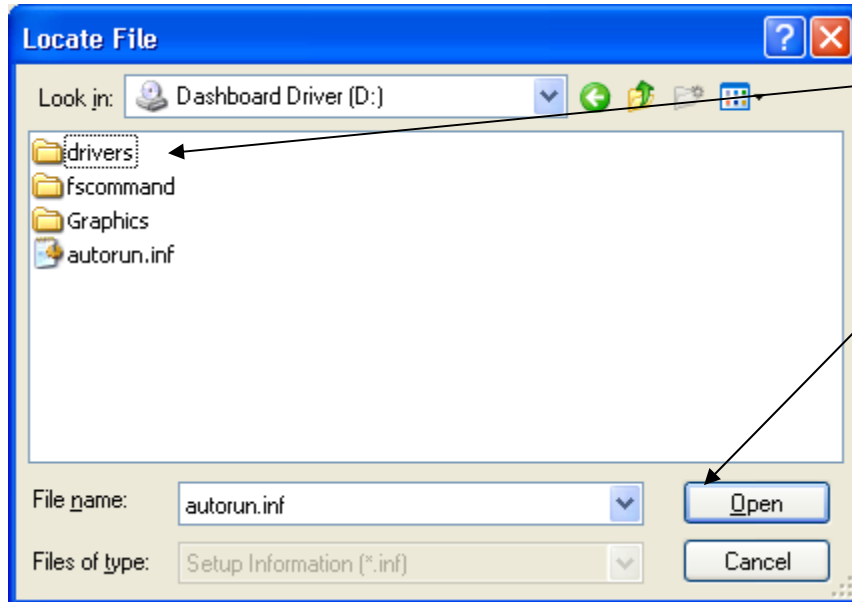 Locate File
Look in: Dashboard Driver (D:)
drivers
fscommand
Graphics
autorun.inf
File name: autorun.inf Open
Files of type: Setup Information (*.inf) Cancel